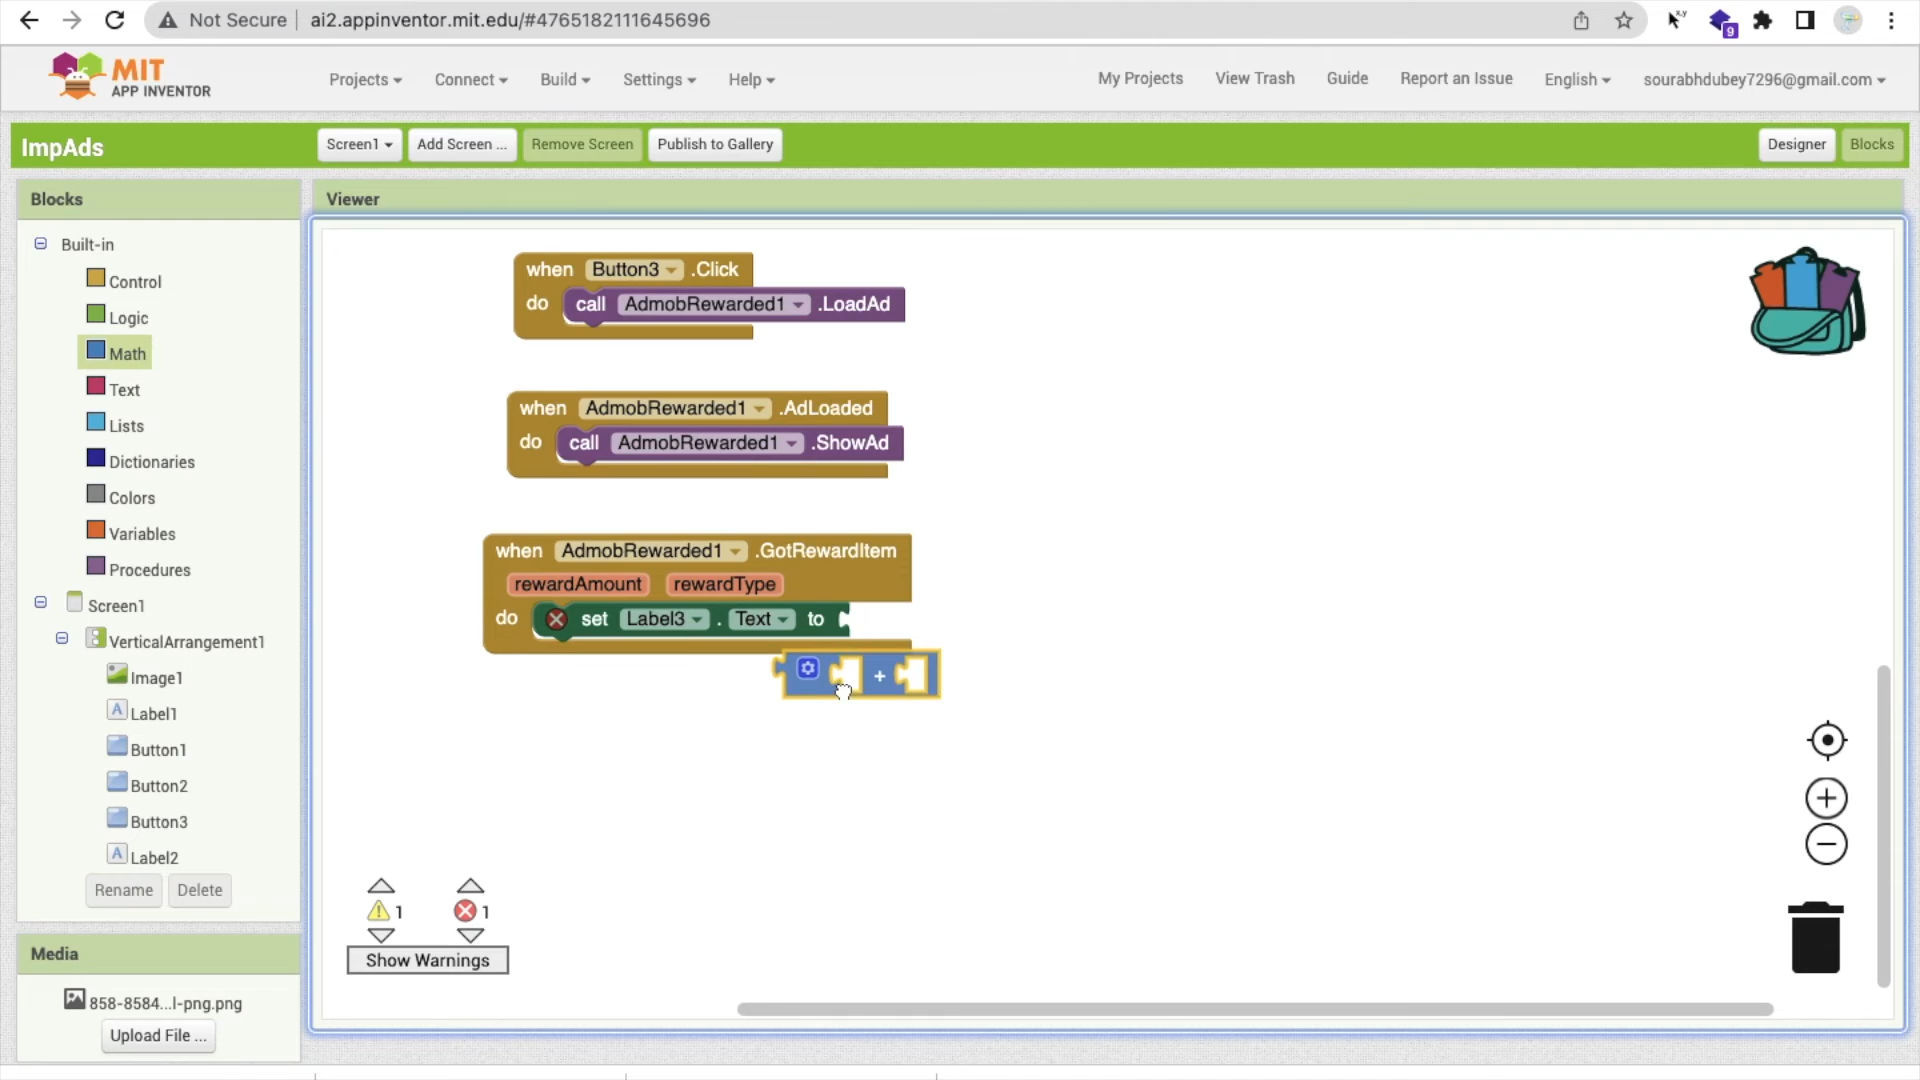 Not Secure
ai2.appinventor.mit.edu/#4765182111645696
9
MIT
APP INVENTOR
Projects
Connect
Build
Settings
Help
My Projects
View Trash
Guide
Report an Issue
English
sourabhdubey7296@gmail.com
ImpAds
Screen1
Add Screen ...
Remove Screen
Publish to Gallery
Designer
Blocks
Blocks
Viewer
Built-in
Control
Logic
Math
Text
Lists
Dictionaries
Colors
Variables
Procedures
Screen1
VerticalArrangement1
Image1
A Label1
Button1
Button2
Button3
A Label2
Rename
Delete
Media
858-8584...l-png.png
Upload File ...
when Button3 .Click
do call AdmobRewarded1 .LoadAd
when AdmobRewarded1 .AdLoaded
do call AdmobRewarded1 .ShowAd
when AdmobRewarded1 .GotRewardItem
rewardAmount rewardType
do set Label3 . Text to
+
1
1
Show Warnings